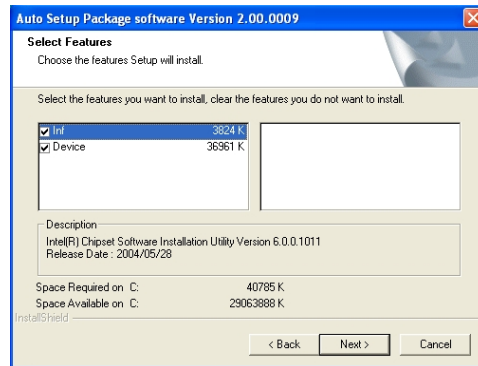 Auto Setup Package software Version 2.00.0009
Select Features
Choose the features Setup will install.
Select the features you want to install, clear the features you do not want to install.
Inf 3824 K
Device 36961 K
Description
Intel(R) Chipset Software Installation Utility Version 6.0.0.1011
Release Date : 2004/05/28
Space Required on C: 40785 K
Space Available on C: 29063888 K
InstallShield
< Back Next > Cancel